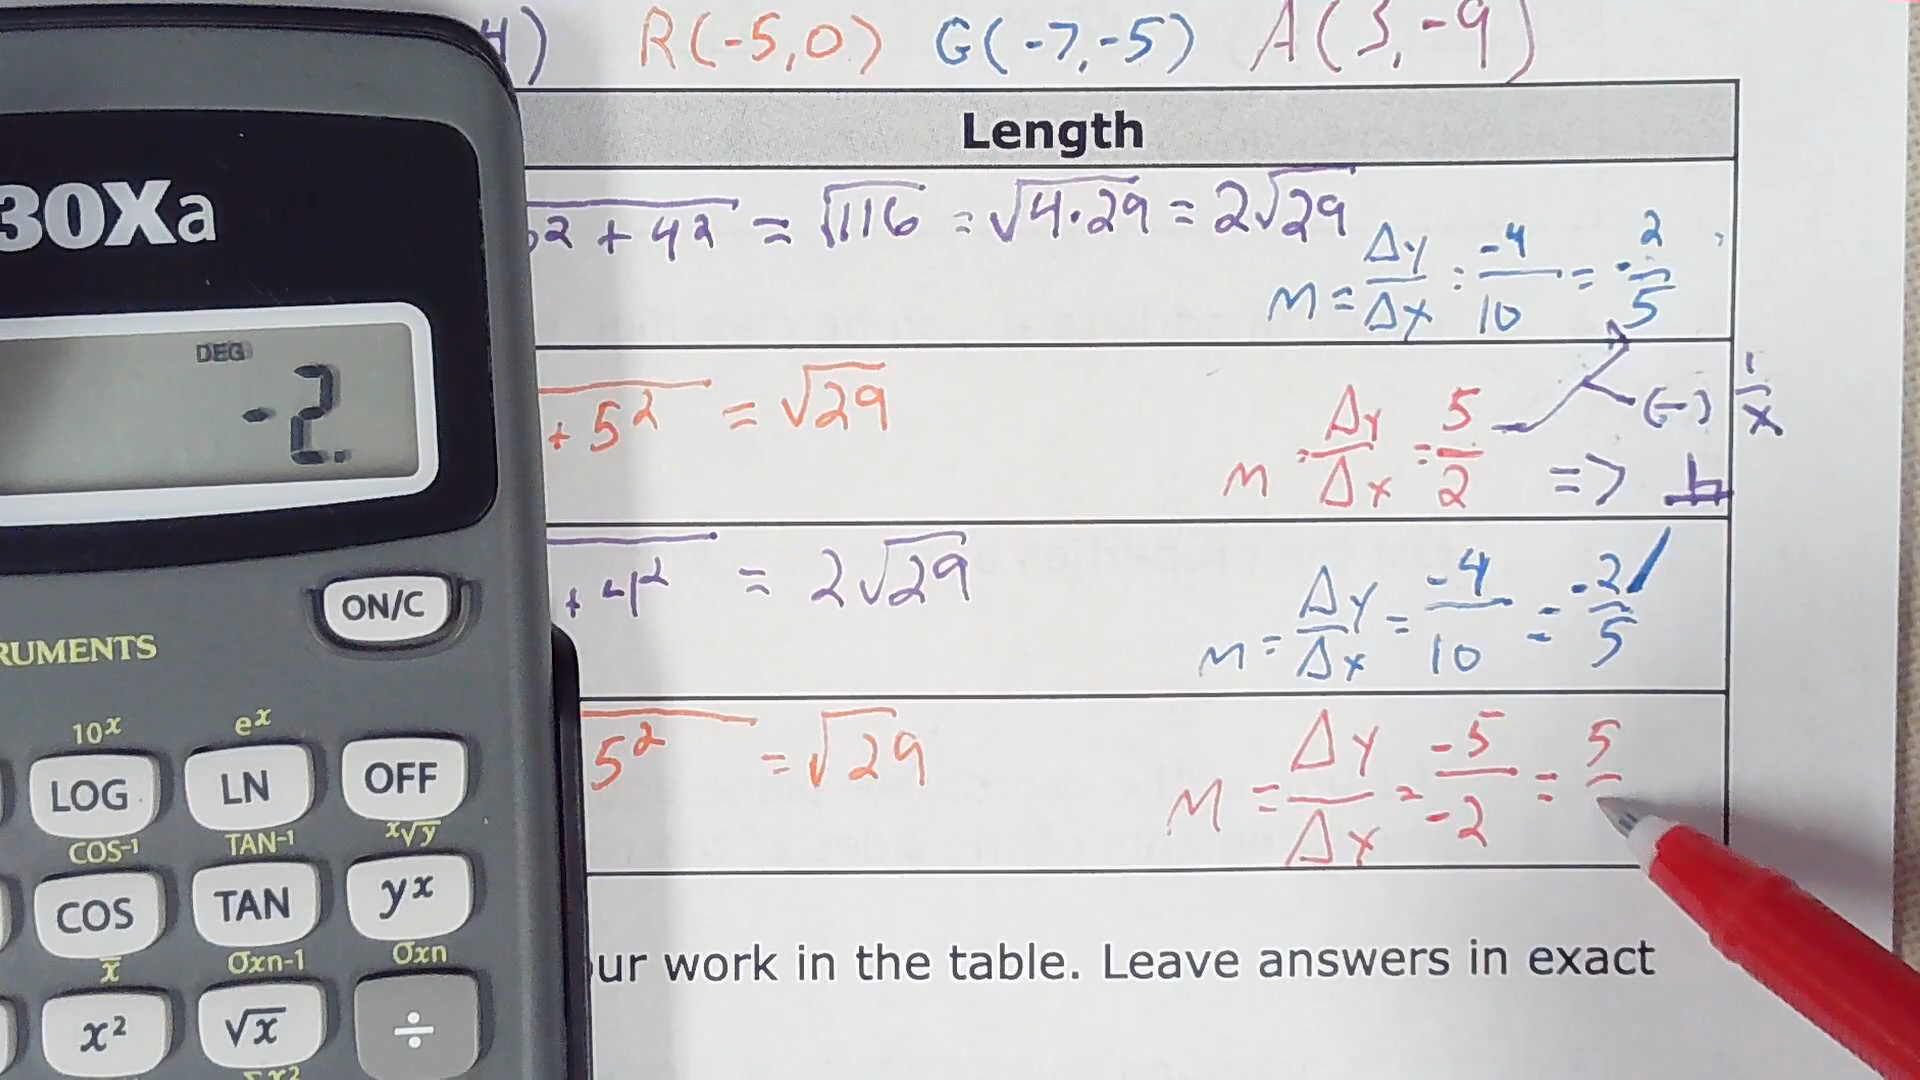 4) R(-5,0) G(-7,-5) A(3,-9)
Length
30Xa
² + 4² = √116 = √4·29 = 2√29
m = Δy/Δx = -4/10 = -2/5
DEG
-2.
+ 5² = √29
m = Δy/Δx = 5/2 => ⊥
(-) 1/x
ON/C
+ 4² = 2√29
m = Δy/Δx = -4/10 = -2/5
RUMENTS
10ˣ eˣ
LOG LN OFF
5² = √29
m = Δy/Δx = -5/-2 = 5
COS⁻¹ TAN⁻¹ ˣ√y
COS TAN yˣ
x̅ σxn-1 σxn
x² √x ÷
Σx²
ur work in the table. Leave answers in exact